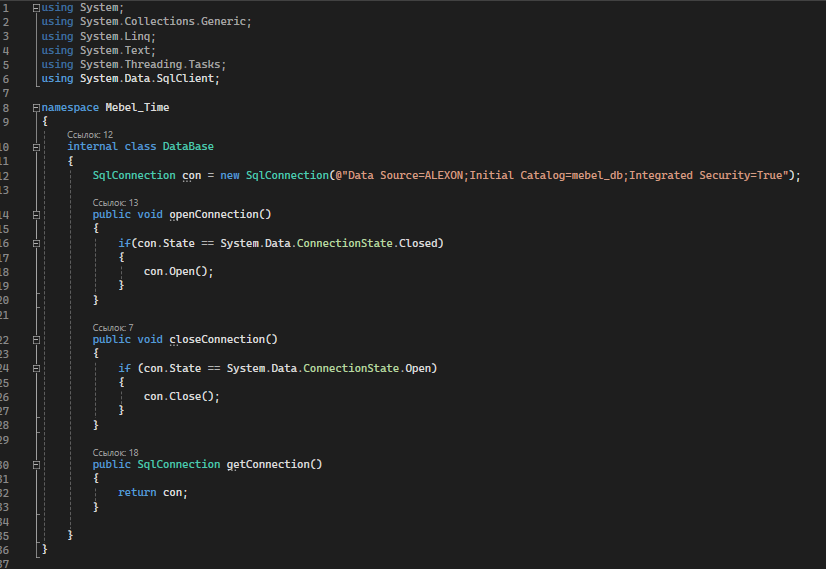 1 using System;
2 using System.Collections.Generic;
3 using System.Linq;
4 using System.Text;
5 using System.Threading.Tasks;
6 using System.Data.SqlClient;
7
8 namespace Mebel_Time
9 {
Ссылок: 12
10 internal class DataBase
11 {
12 SqlConnection con = new SqlConnection(@"Data Source=ALEXON;Initial Catalog=mebel_db;Integrated Security=True");
13
Ссылок: 13
14 public void openConnection()
15 {
16 if(con.State == System.Data.ConnectionState.Closed)
17 {
18 con.Open();
19 }
20 }
21
Ссылок: 7
22 public void closeConnection()
23 {
24 if (con.State == System.Data.ConnectionState.Open)
25 {
26 con.Close();
27 }
28 }
29
Ссылок: 18
30 public SqlConnection getConnection()
31 {
32 return con;
33 }
34
35 }
36 }
37